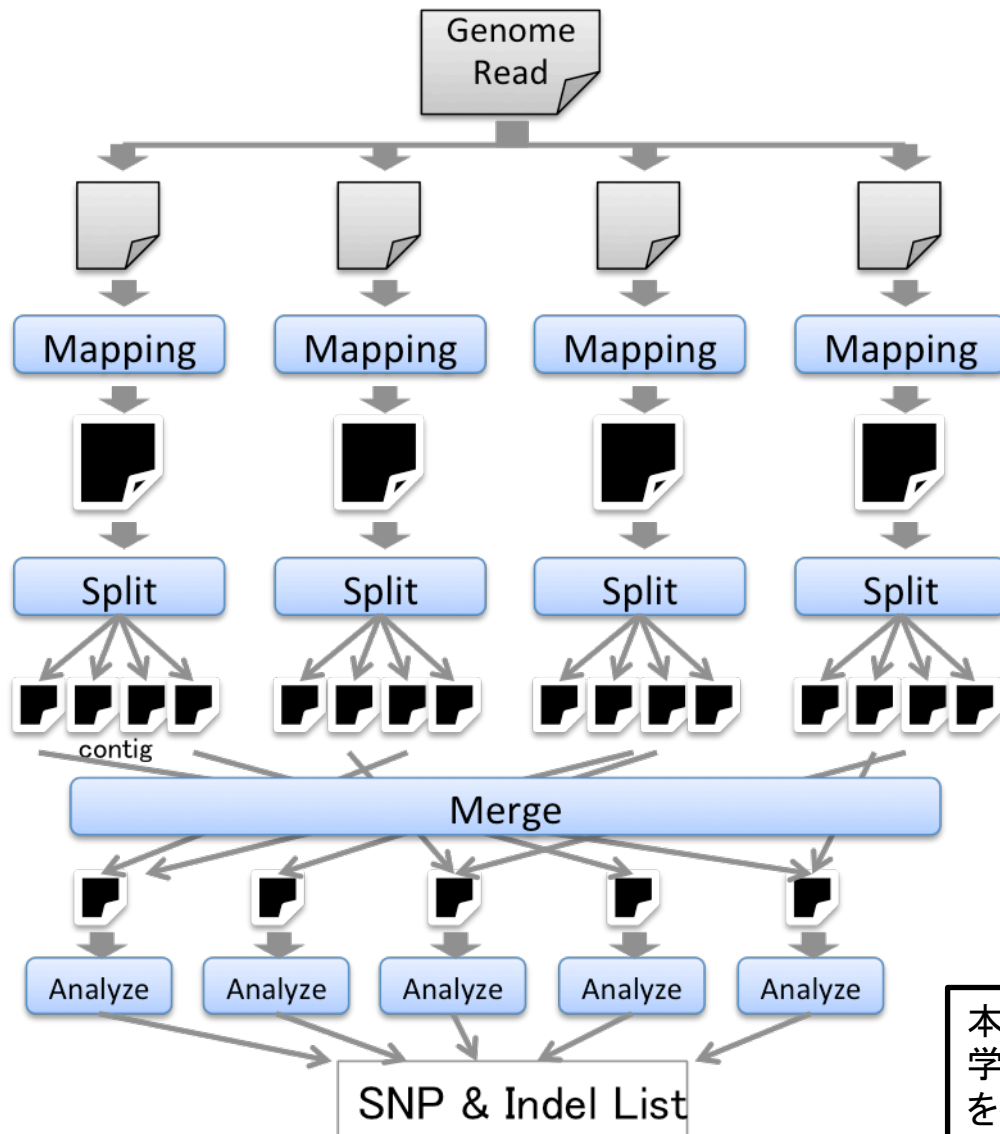 Genome
Read
Mapping
Mapping
Mapping
Mapping
Split
Split
Split
Split
contig
Merge
Analyze
Analyze
Analyze
Analyze
Analyze
SNP & Indel List
本
学
を